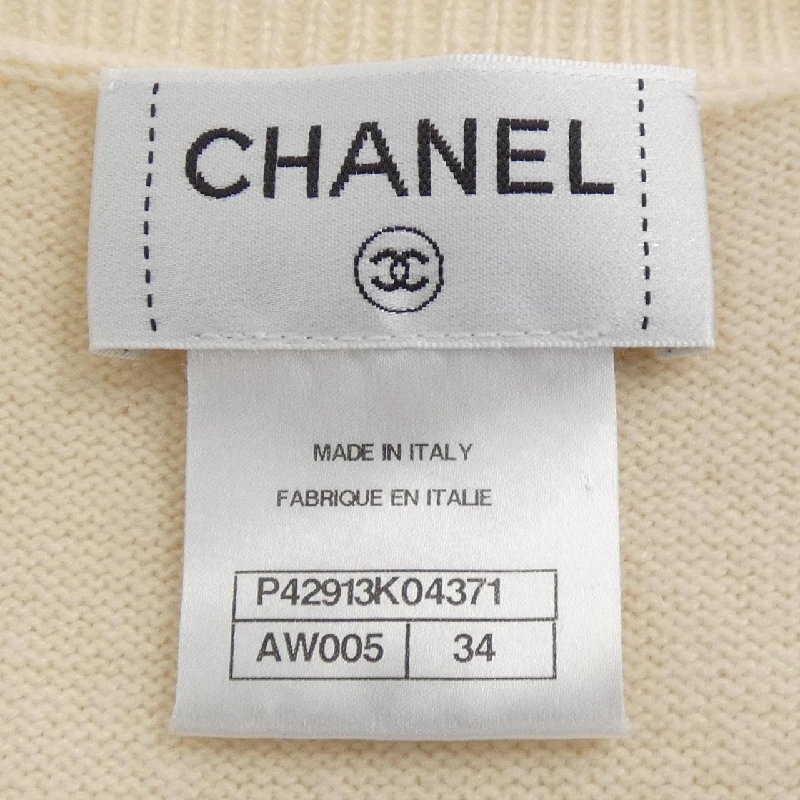 CHANEL
MADE IN ITALY
FABRIQUE EN ITALIE
P42913K04371
AW005 34